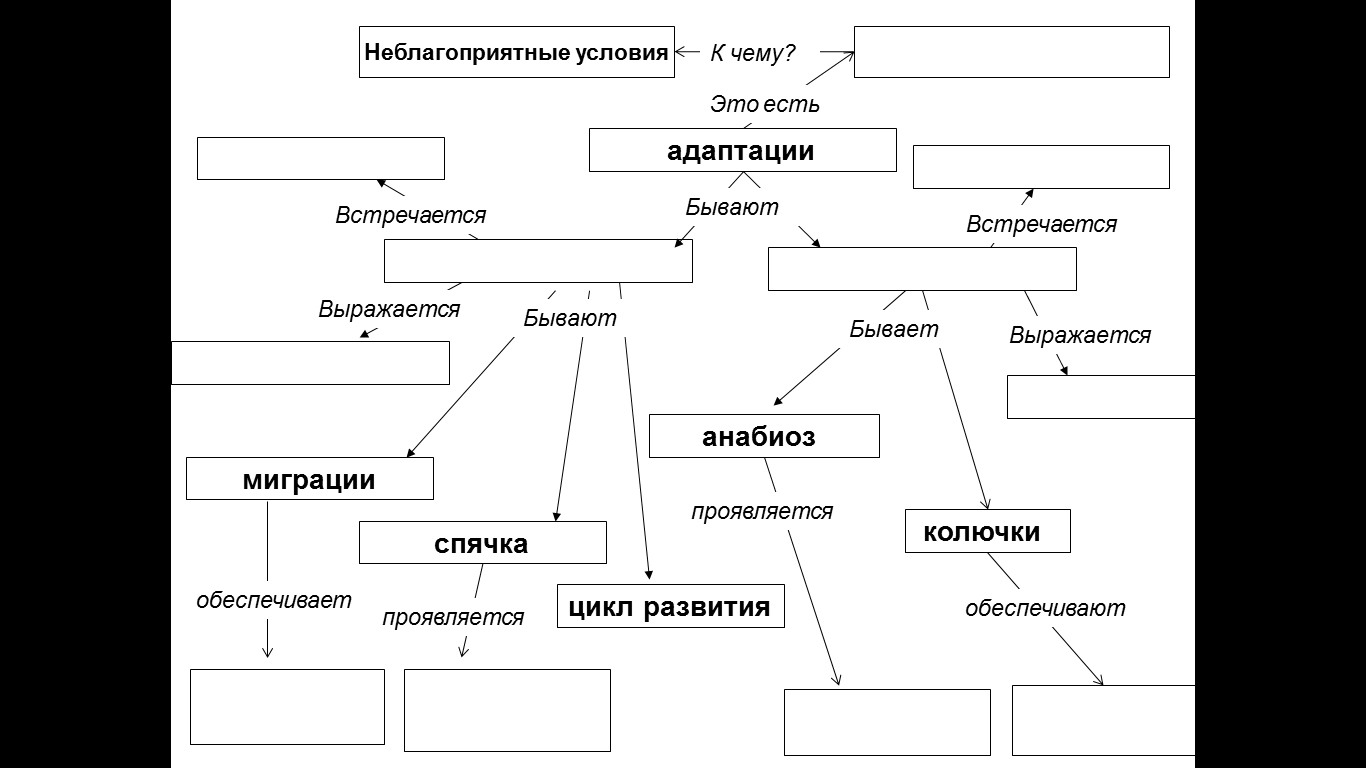 Неблагоприятные условия
К чему?
Это есть
адаптации
Встречается
Бывают
Встречается
Выражается
Бывают
Бывает
Выражается
анабиоз
миграции
проявляется
колючки
спячка
обеспечивает
проявляется
цикл развития
обеспечивают